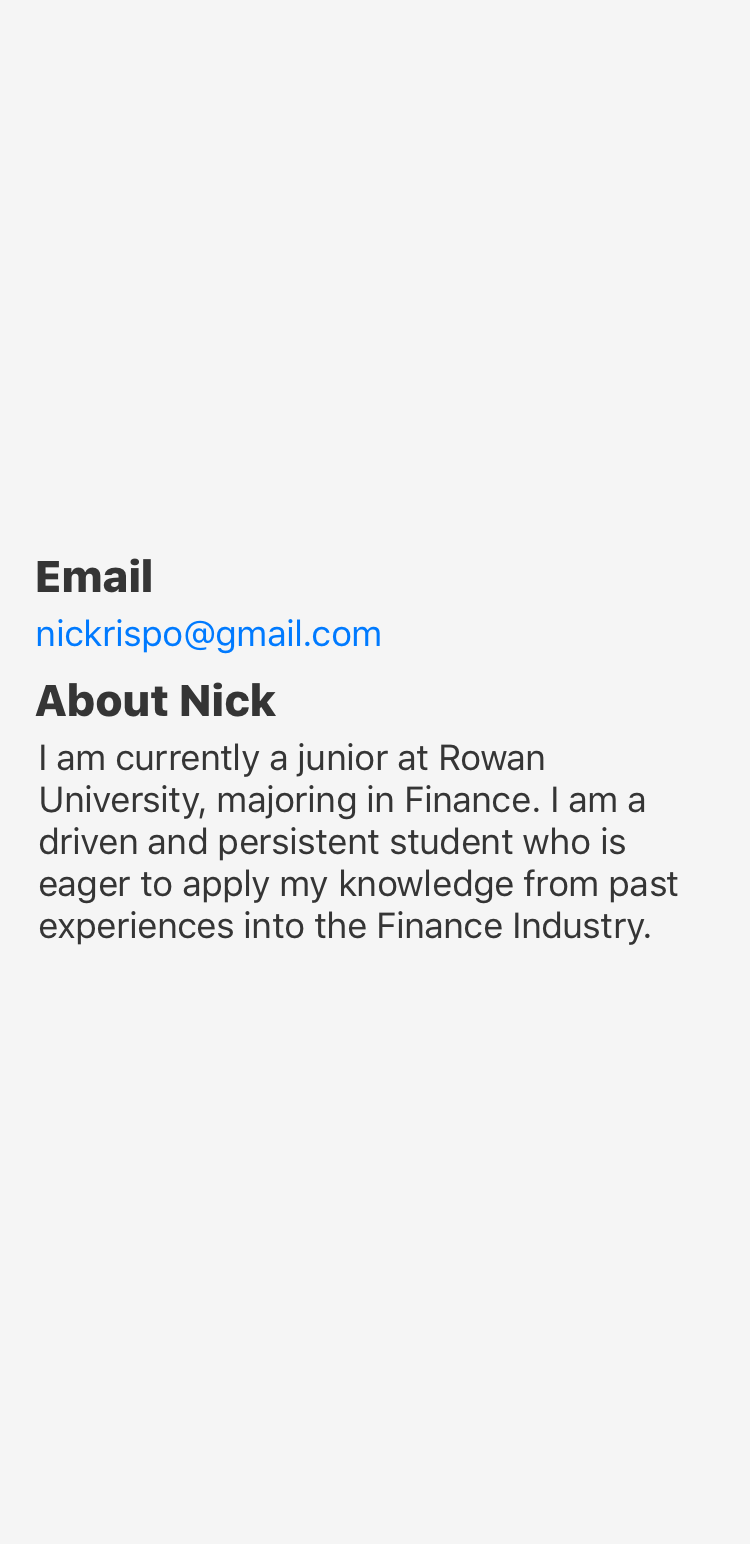 Email
nickrispo@gmail.com
About Nick
I am currently a junior at Rowan
University, majoring in Finance. I am a
driven and persistent student who is
eager to apply my knowledge from past
experiences into the Finance Industry.